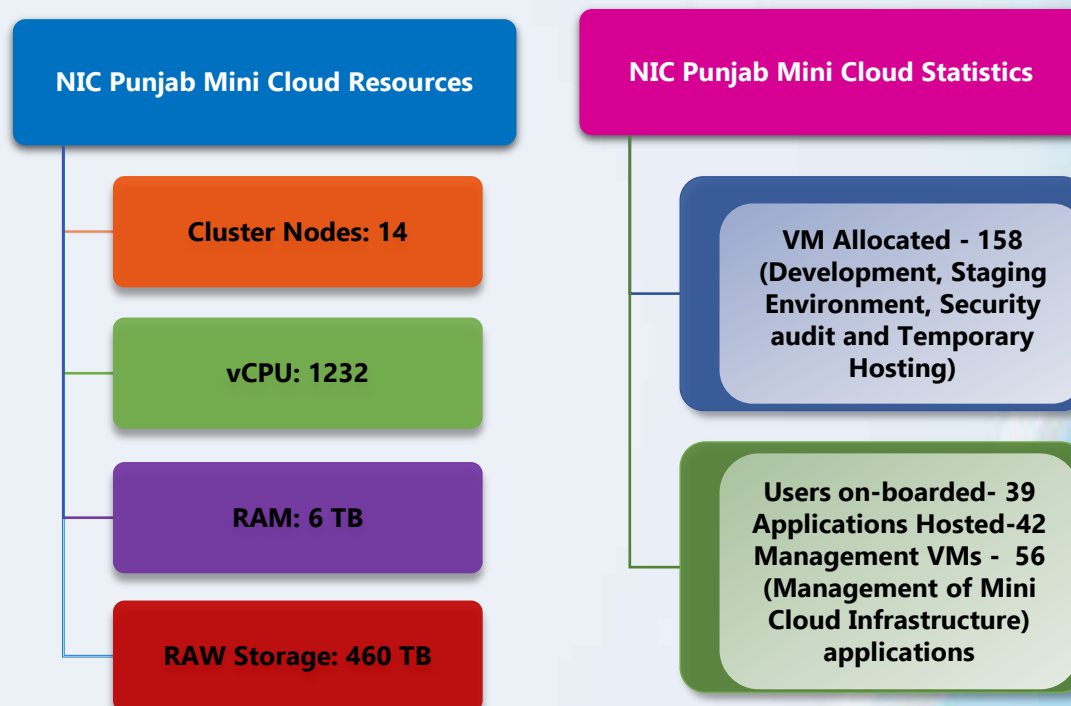 NIC Punjab Mini Cloud Resources
Cluster Nodes: 14
vCPU: 1232
RAM: 6 TB
RAW Storage: 460 TB
NIC Punjab Mini Cloud Statistics
VM Allocated - 158
(Development, Staging
Environment, Security
audit and Temporary
Hosting)
Users on-boarded- 39
Applications Hosted-42
Management VMs -  56
(Management of Mini
Cloud Infrastructure)
applications